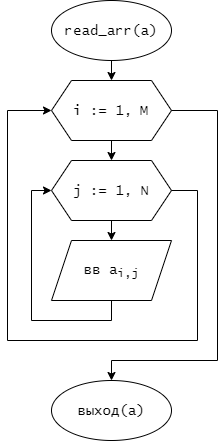 read_arr(a)
i := 1, M
j := 1, N
вв aᵢ,ⱼ
выход(a)